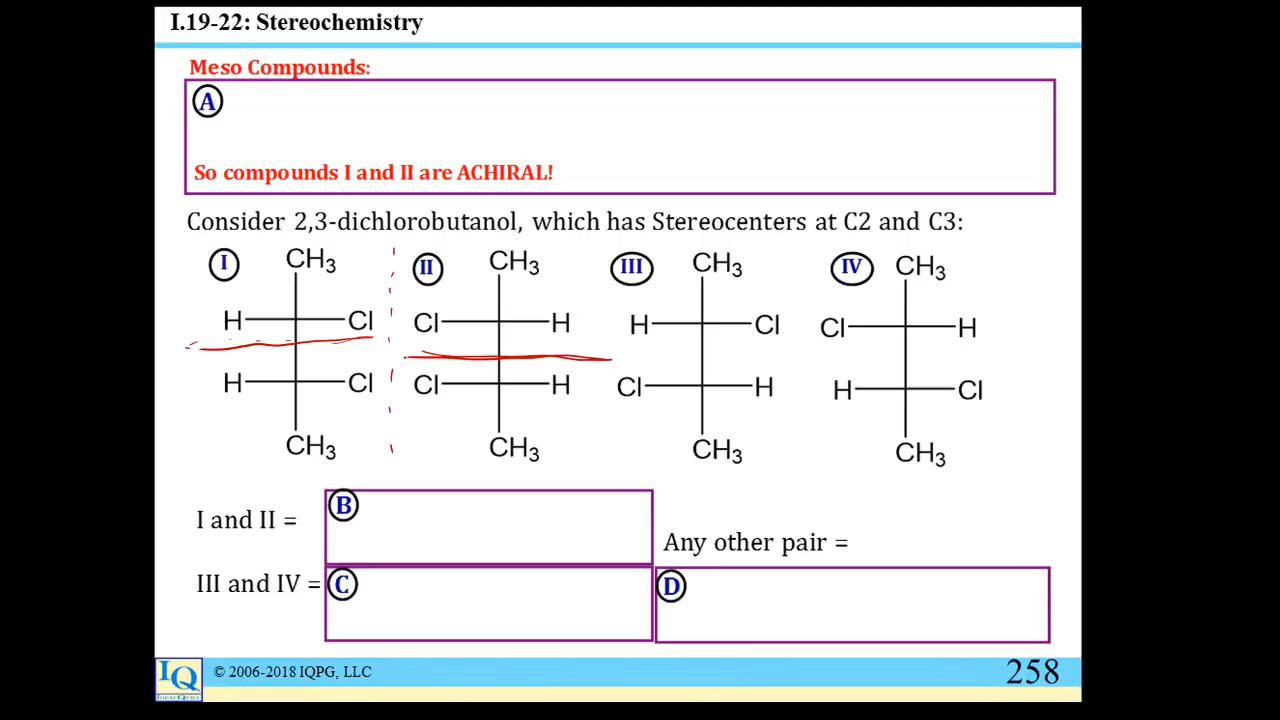 I.19-22: Stereochemistry
Meso Compounds:
A
So compounds I and II are ACHIRAL!
Consider 2,3-dichlorobutanol, which has Stereocenters at C2 and C3:
I CH3 II CH3 III CH3 IV CH3
H Cl Cl H H Cl Cl H
H Cl Cl H Cl H H Cl
CH3 CH3 CH3 CH3
I and II = B
Any other pair =
III and IV = C D
IQ © 2006-2018 IQPG, LLC 258